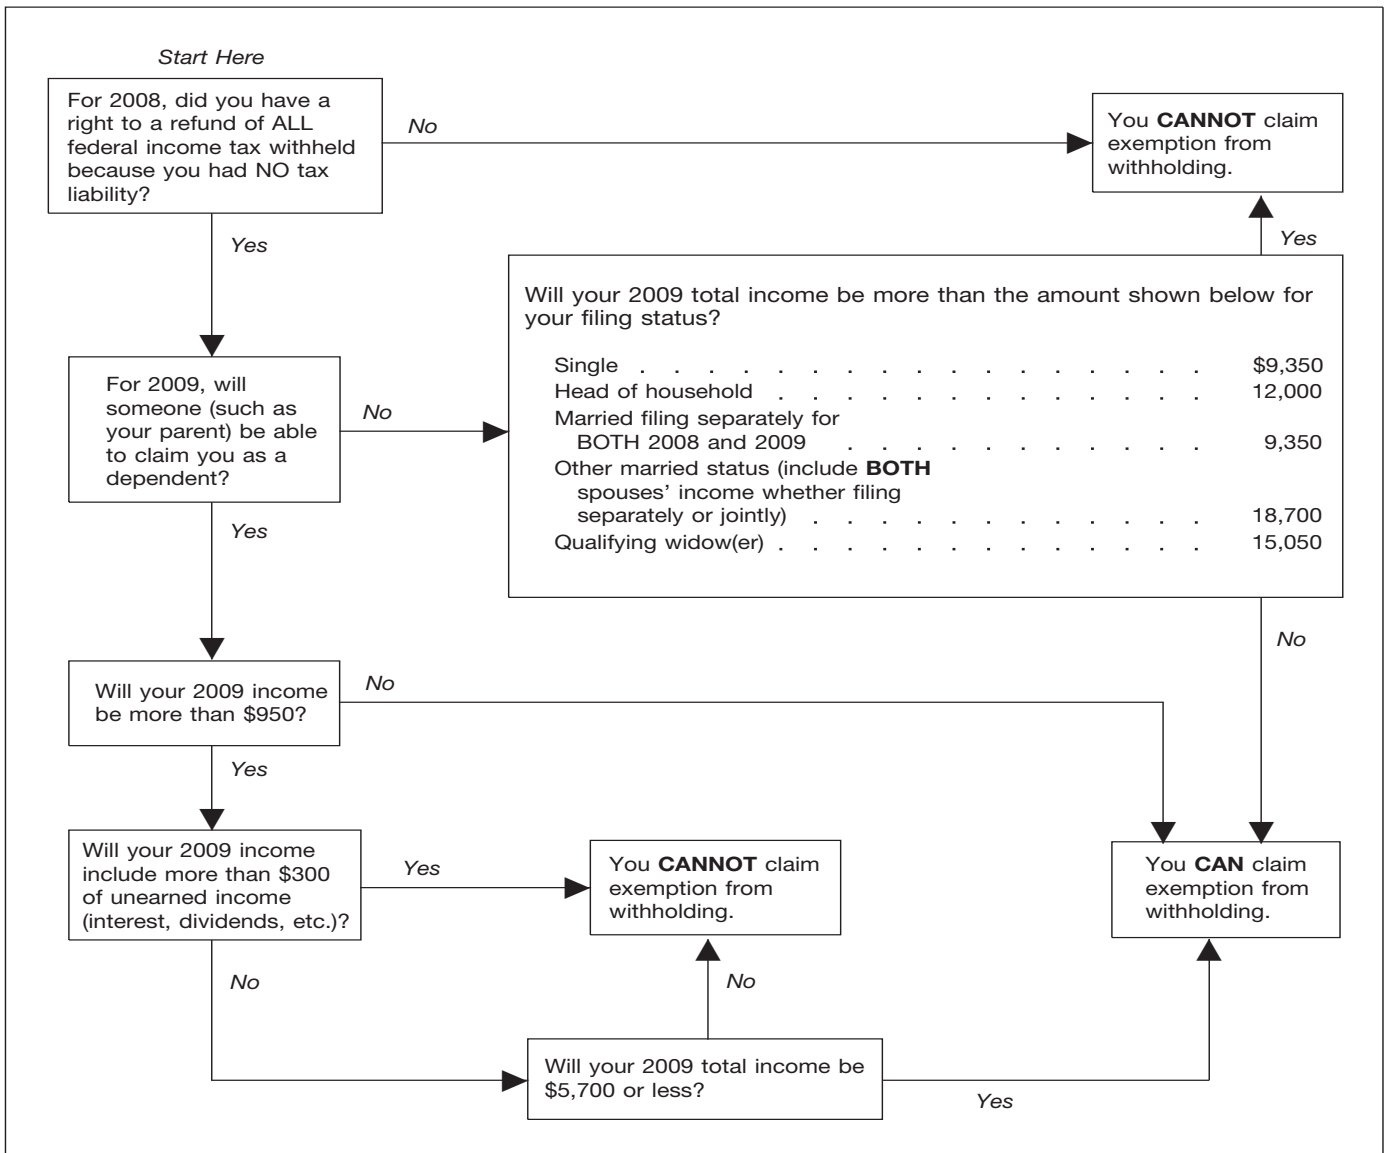 Start Here
For 2008, did you have a
right to a refund of ALL
federal income tax withheld
because you had NO tax
liability?
No
You CANNOT claim
exemption from
withholding.
Yes
Yes
Will your 2009 total income be more than the amount shown below for
your filing status?
Single . . . . . . . . . . . . . . . . . $9,350
Head of household . . . . . . . . . . . . . 12,000
Married filing separately for
BOTH 2008 and 2009 . . . . . . . . . . . 9,350
Other married status (include BOTH
spouses’ income whether filing
separately or jointly) . . . . . . . . . . . . 18,700
Qualifying widow(er) . . . . . . . . . . . . . 15,050
For 2009, will
someone (such as
your parent) be able
to claim you as a
dependent?
No
Yes
No
Will your 2009 income
be more than $950?
No
Yes
Will your 2009 income
include more than $300
of unearned income
(interest, dividends, etc.)?
Yes
You CANNOT claim
exemption from
withholding.
You CAN claim
exemption from
withholding.
No
No
Will your 2009 total income be
$5,700 or less?
Yes